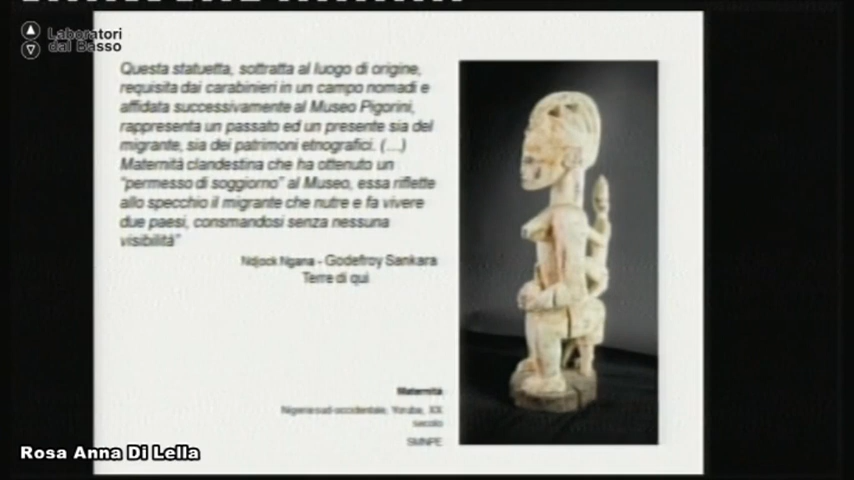 Laboratori
dal Basso
Questa statuetta, sottratta al luogo di origine,
requisita dai carabinieri in un campo nomadi e
affidata successivamente al Museo Pigorini,
rappresenta un passato ed un presente sia del
migrante, sia dei patrimoni etnografici. (…)
Maternità clandestina che ha ottenuto un
“permesso di soggiorno” al Museo, essa riflette
allo specchio il migrante che nutre e fa vivere
due paesi, consmandosi senza nessuna
visibilità”
Ndjock Ngana - Godefroy Sankara
Terre di qui
Maternità
Nigeria sud-occidentale, Yoruba, XX
secolo
SMNPE
Rosa Anna Di Lella